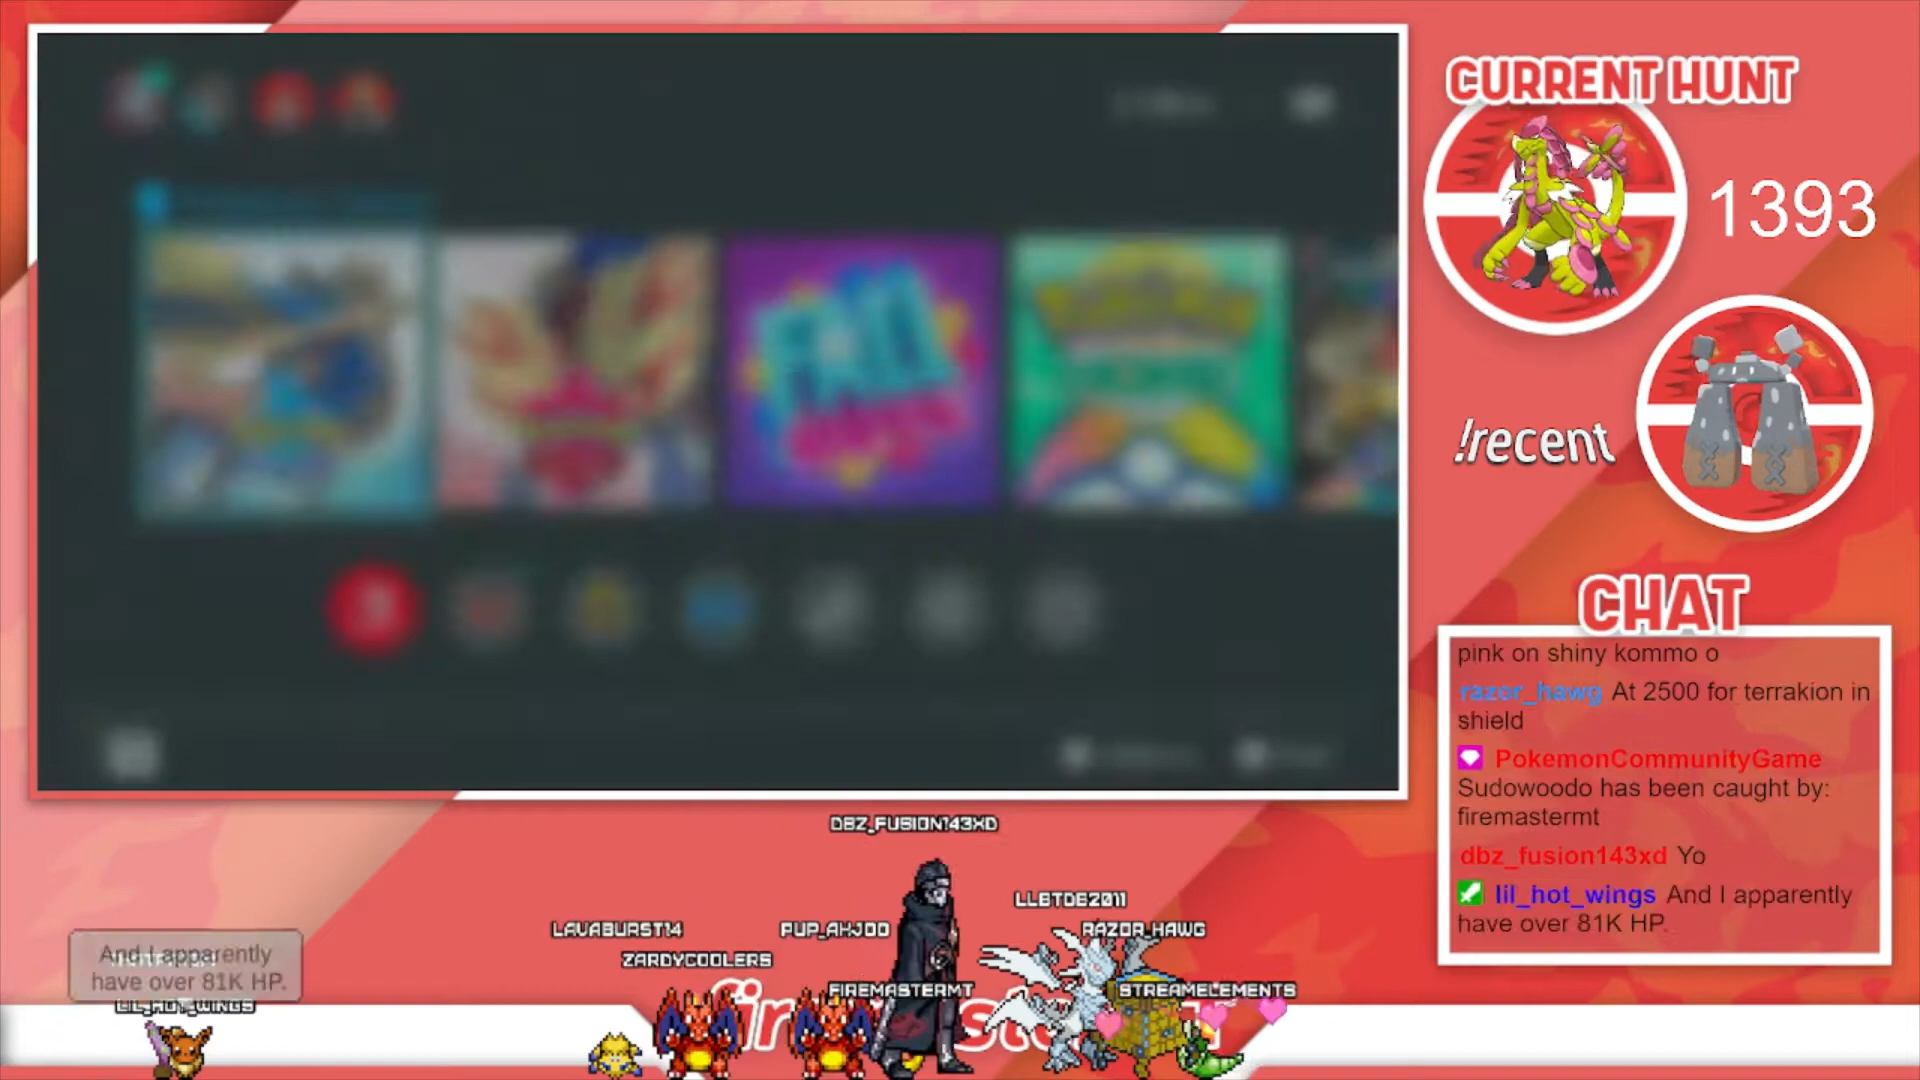 CURRENT HUNT
1393
!recent
CHAT
pink on shiny kommo o
razor_hawg At 2500 for terrakion in
shield
PokemonCommunityGame
Sudowoodo has been caught by:
firemastermt
dbz_fusion143xd Yo
lil_hot_wings And I apparently
have over 81K HP.
DBZ_FUSION143XD
LLBTDE2011
LAVABURST14
PUP_AHJOO
RAZOR_HAWG
ZARDYCOOLERS
FIREMASTERMT
STREAMELEMENTS
And I apparently
have over 81K HP.
LIL_HOT_WINGS